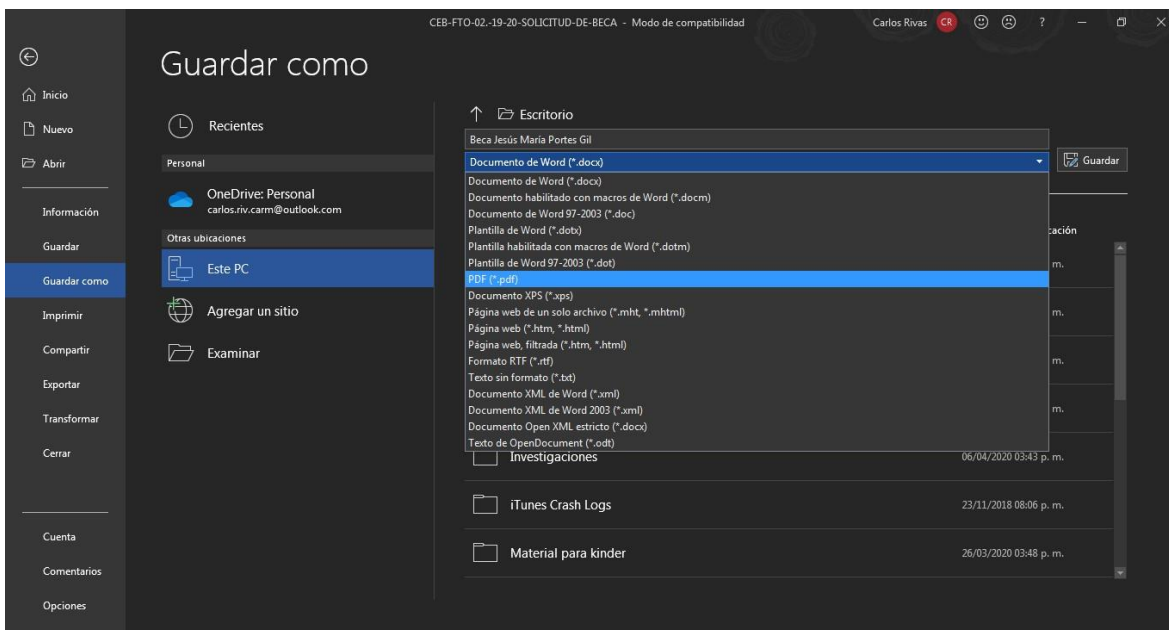 CEB-FTO-02.-19-20-SOLICITUD-DE-BECA - Modo de compatibilidad
Carlos Rivas CR ?
Guardar como
Inicio
Nuevo
Abrir
Información
Guardar
Guardar como
Imprimir
Compartir
Exportar
Transformar
Cerrar
Cuenta
Comentarios
Opciones
Recientes
Personal
OneDrive: Personal
carlos.riv.carm@outlook.com
Otras ubicaciones
Este PC
Agregar un sitio
Examinar
Escritorio
Beca Jesús María Portes Gil
Documento de Word (*.docx)
Guardar
Documento de Word (*.docx)
Documento habilitado con macros de Word (*.docm)
Documento de Word 97-2003 (*.doc)
Plantilla de Word (*.dotx)
Plantilla habilitada con macros de Word (*.dotm)
Plantilla de Word 97-2003 (*.dot)
PDF (*.pdf)
Documento XPS (*.xps)
Página web de un solo archivo (*.mht, *.mhtml)
Página web (*.htm, *.html)
Página web, filtrada (*.htm, *.html)
Formato RTF (*.rtf)
Texto sin formato (*.txt)
Documento XML de Word (*.xml)
Documento XML de Word 2003 (*.xml)
Documento Open XML estricto (*.docx)
Texto de OpenDocument (*.odt)
cación
m.
m.
m.
m.
Investigaciones 06/04/2020 03:43 p. m.
iTunes Crash Logs 23/11/2018 08:06 p. m.
Material para kinder 26/03/2020 03:48 p. m.